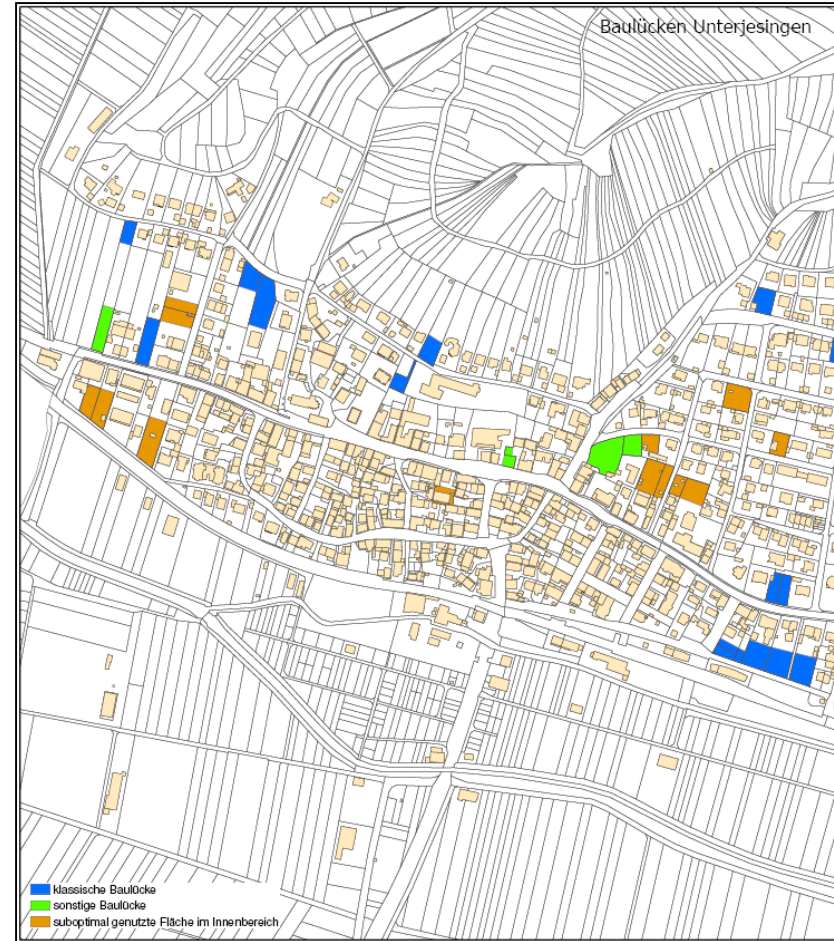 Baulücken Unterjesingen
klassische Baulücke
sonstige Baulücke
suboptimal genutzte Fläche im Innenbereich